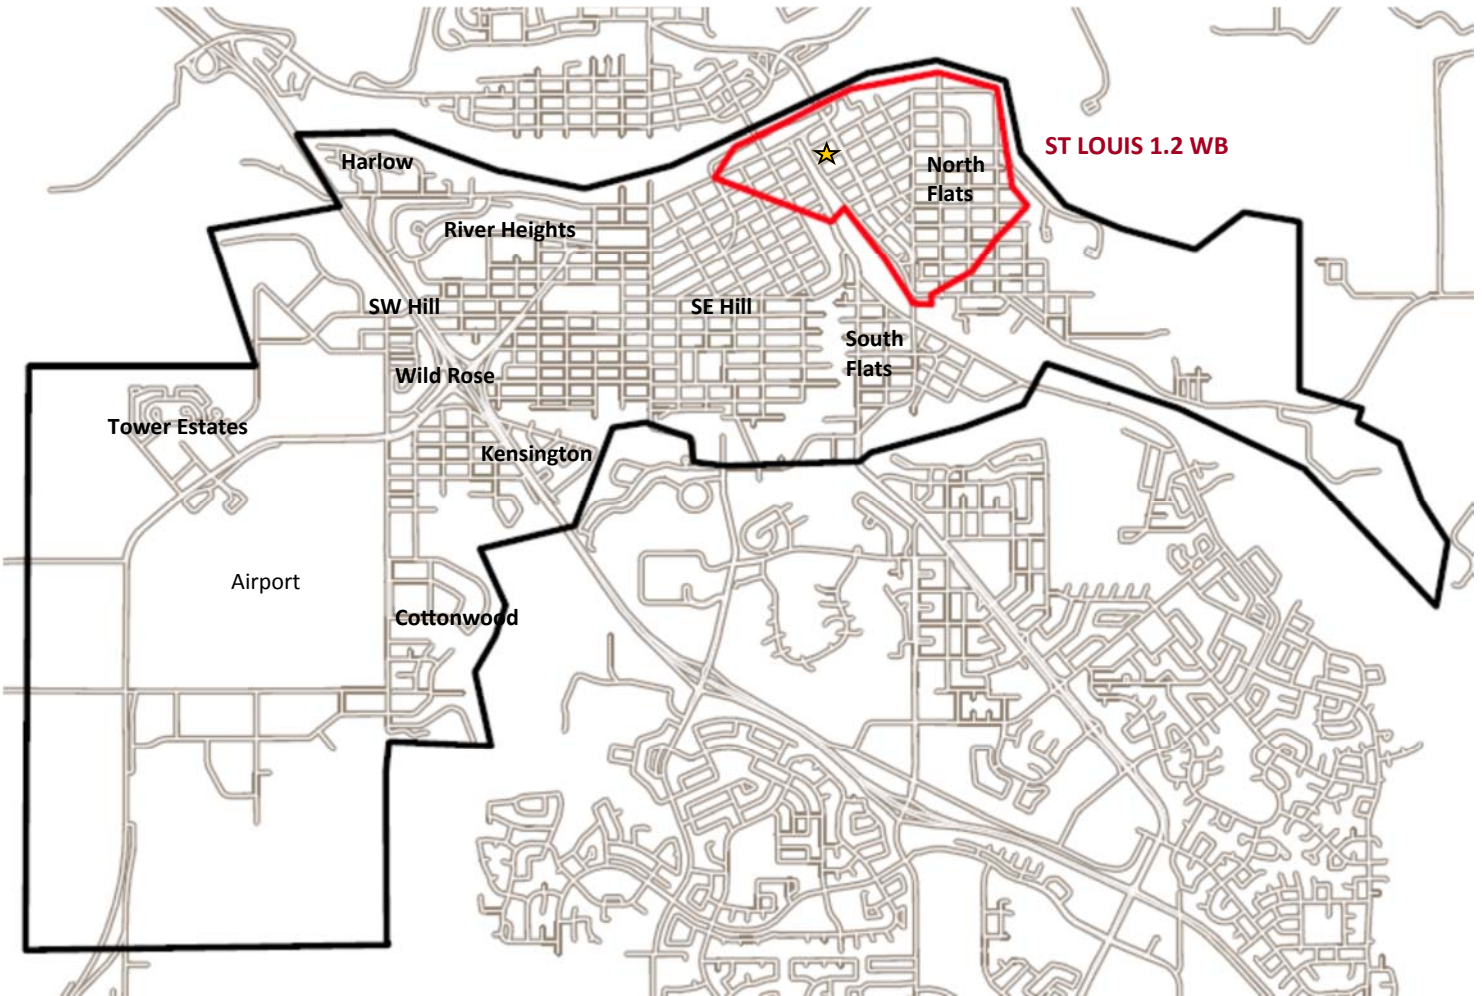 ST LOUIS 1.2 WB
Harlow
North
Flats
River Heights
SW Hill
SE Hill
South
Flats
Wild Rose
Tower Estates
Kensington
Airport
Cottonwood